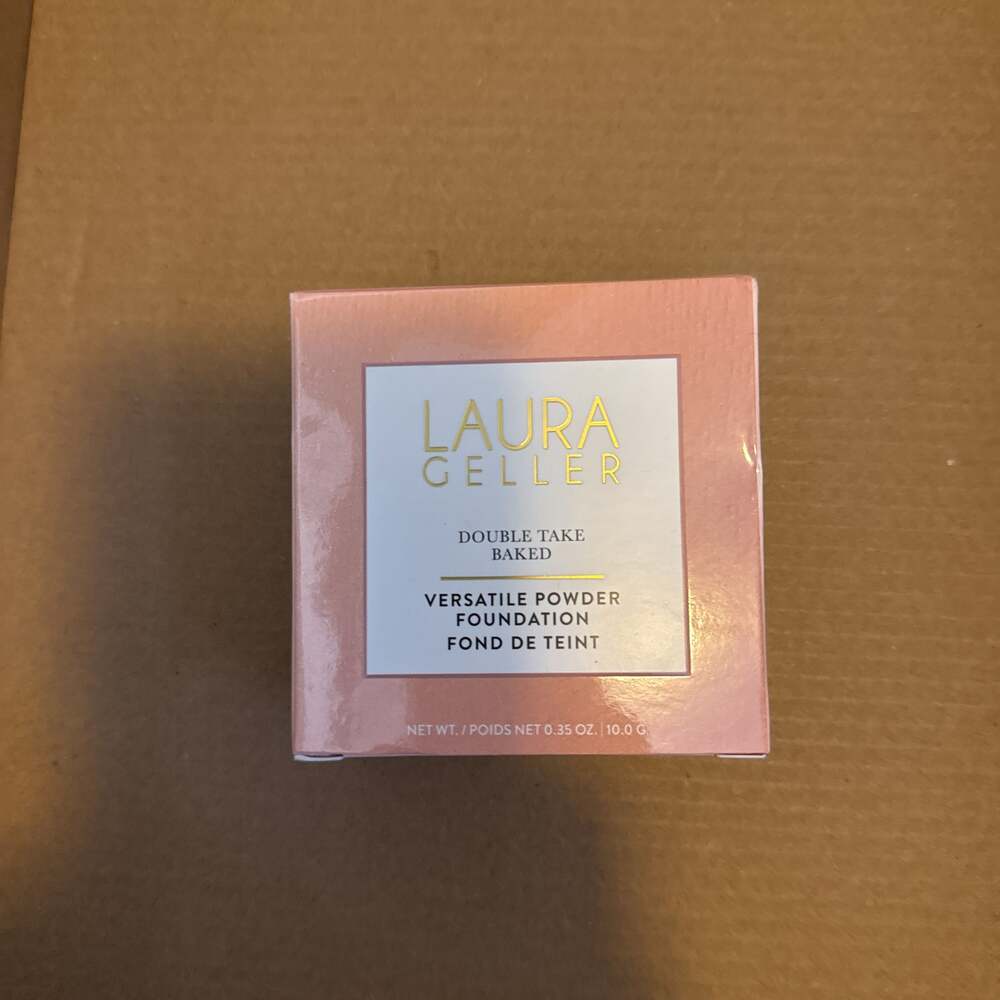 LAURA
GELLER
DOUBLE TAKE
BAKED
VERSATILE POWDER
FOUNDATION
FOND DE TEINT
NET WT. / POIDS NET 0.35 OZ. | 10.0 G